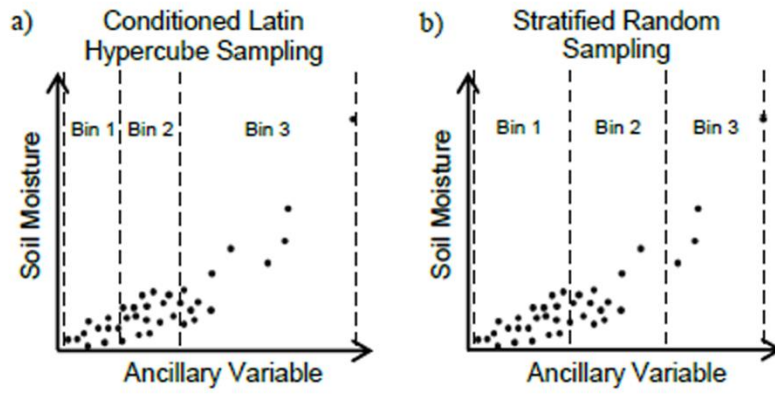 a)
Conditioned Latin
Hypercube Sampling
Bin 1
Bin 2
Bin 3
Soil Moisture
Ancillary Variable
b)
Stratified Random
Sampling
Bin 1
Bin 2
Bin 3
Soil Moisture
Ancillary Variable